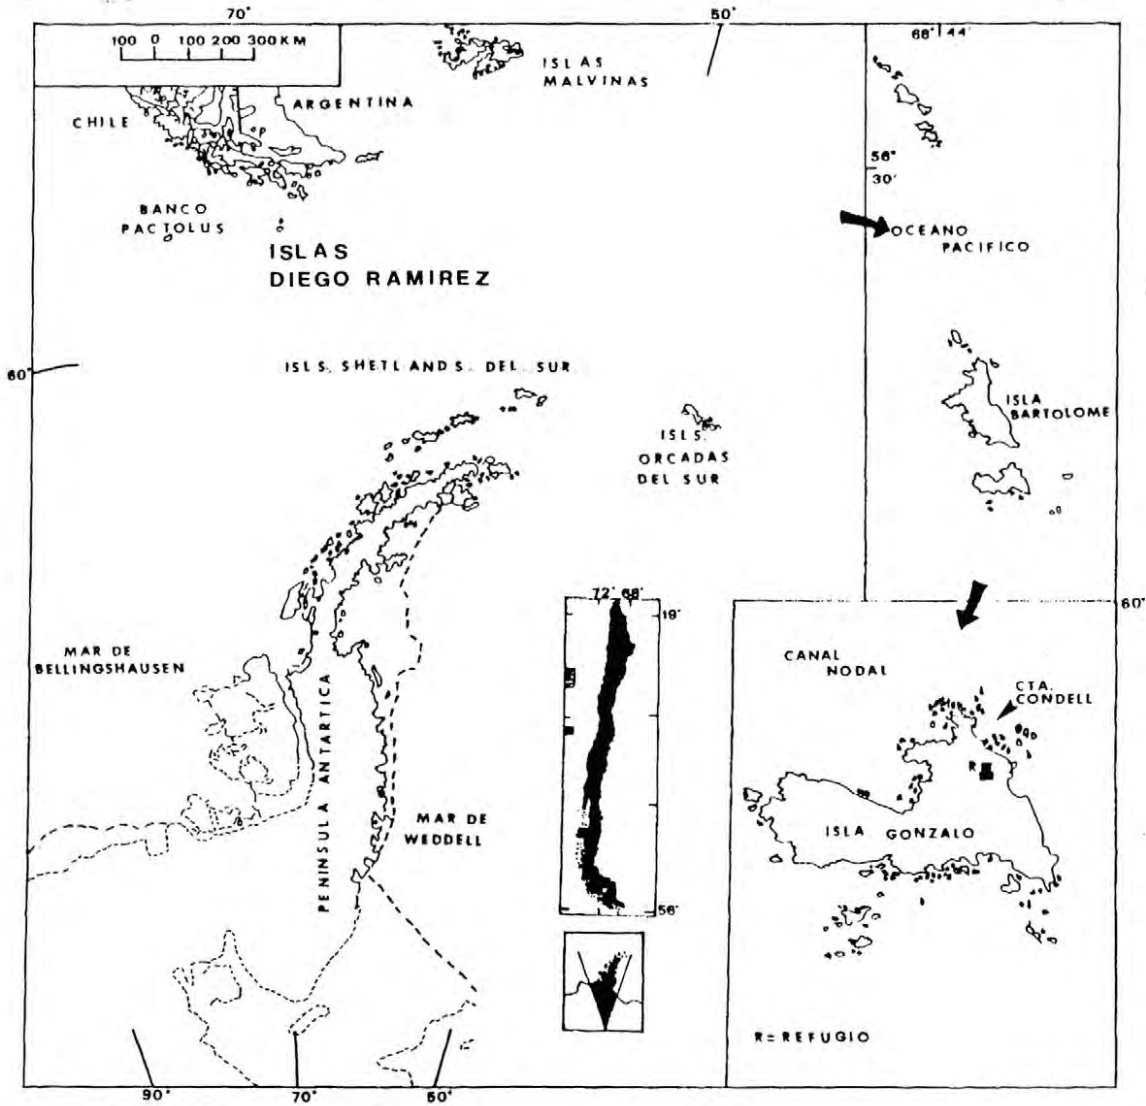 70°
50°
68° 44'
100 0 100 200 300 KM
ISLAS
MALVINAS
ARGENTINA
CHILE
56°
30'
BANCO
PACTOLUS
ISLAS
DIEGO RAMIREZ
OCEANO
PACIFICO
60°
ISLS. SHETLANDS. DEL SUR
ISLA
BARTOLOME
ISLS.
ORCADAS
DEL SUR
72° 68°
19°
60°
MAR DE
BELLINGSHAUSEN
CANAL
NODAL
CTA.
CONDELL
PENINSULA ANTARTICA
R
MAR DE
WEDDELL
ISLA GONZALO
56°
R= REFUGIO
90°
70°
50°